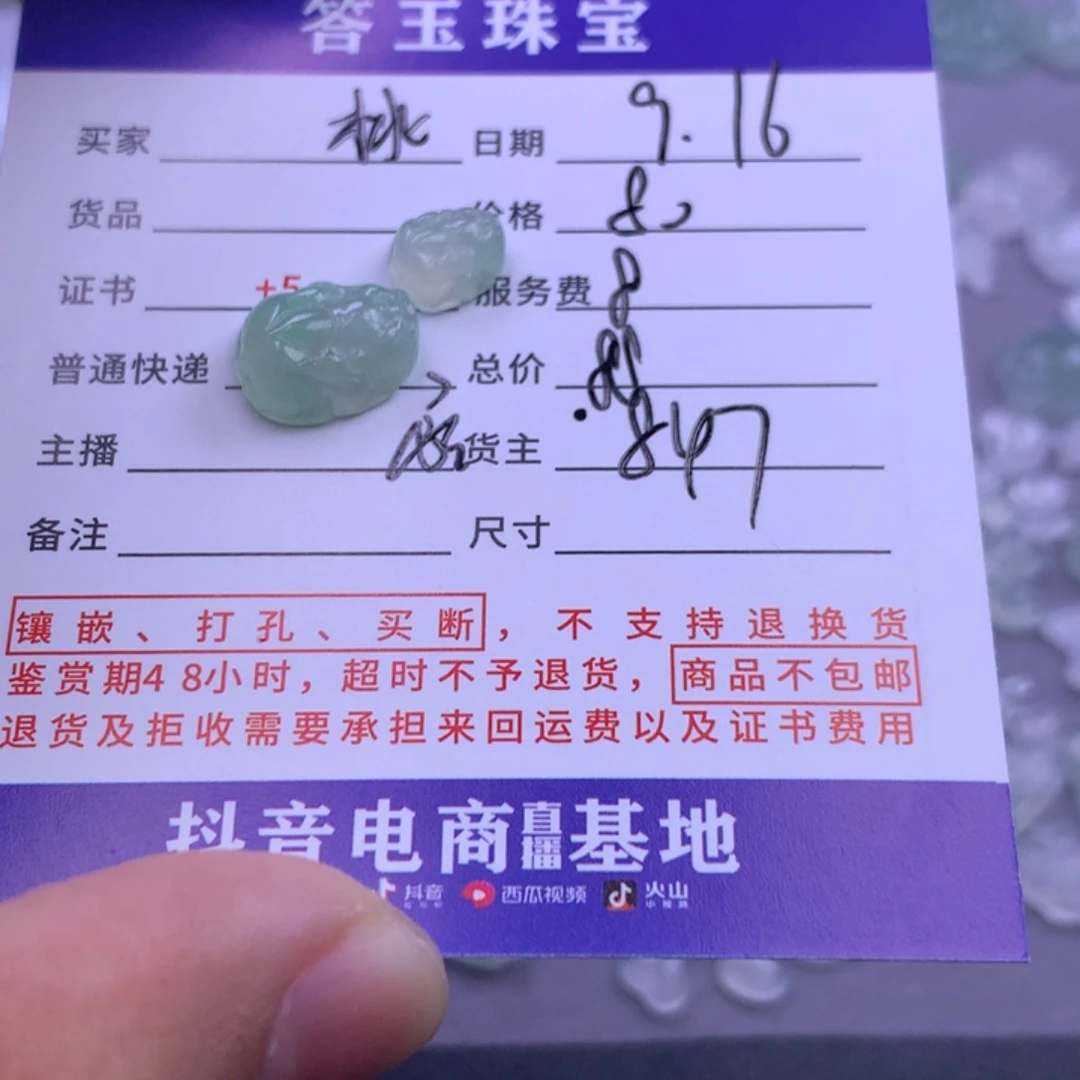 答玉珠宝
买家 桃 日期 9.16
货品 价格 80
证书 +5 服务费 8
普通快递 总价
主播 货主 847
备注 尺寸
镶嵌、打孔、买断，不支持退换货
鉴赏期48小时，超时不予退货，商品不包邮
退货及拒收需要承担来回运费以及证书费用
抖音电商直播基地
抖音 西瓜视频 火山